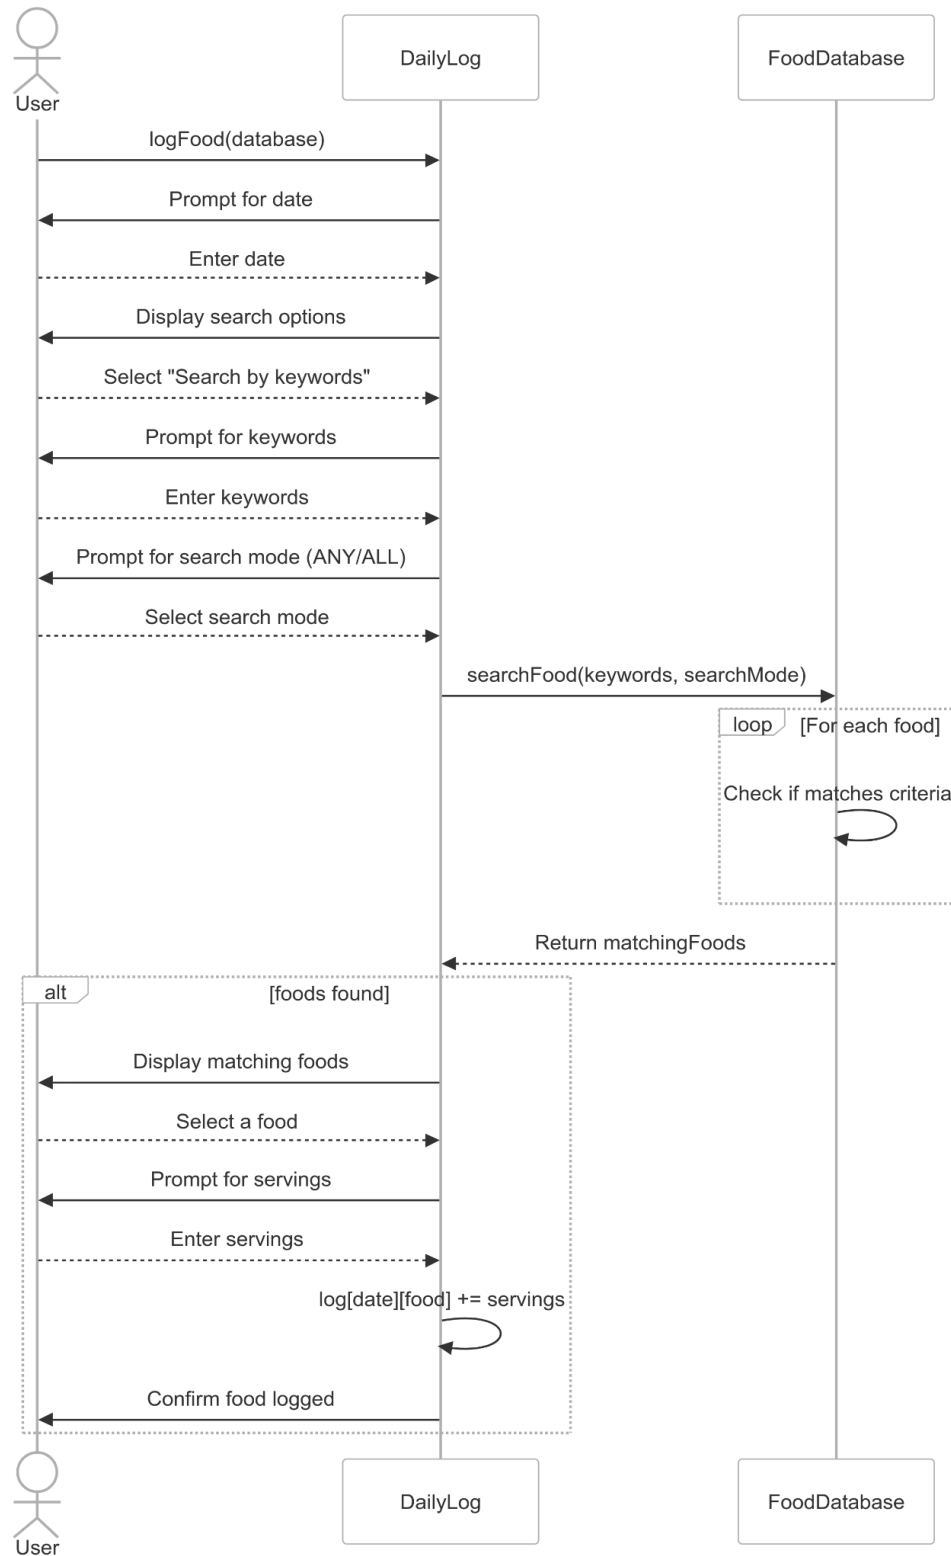 User
DailyLog
FoodDatabase
logFood(database)
Prompt for date
Enter date
Display search options
Select "Search by keywords"
Prompt for keywords
Enter keywords
Prompt for search mode (ANY/ALL)
Select search mode
searchFood(keywords, searchMode)
loop
[For each food]
Check if matches criteria
Return matchingFoods
alt
[foods found]
Display matching foods
Select a food
Prompt for servings
Enter servings
log[date][food] += servings
Confirm food logged
User
DailyLog
FoodDatabase